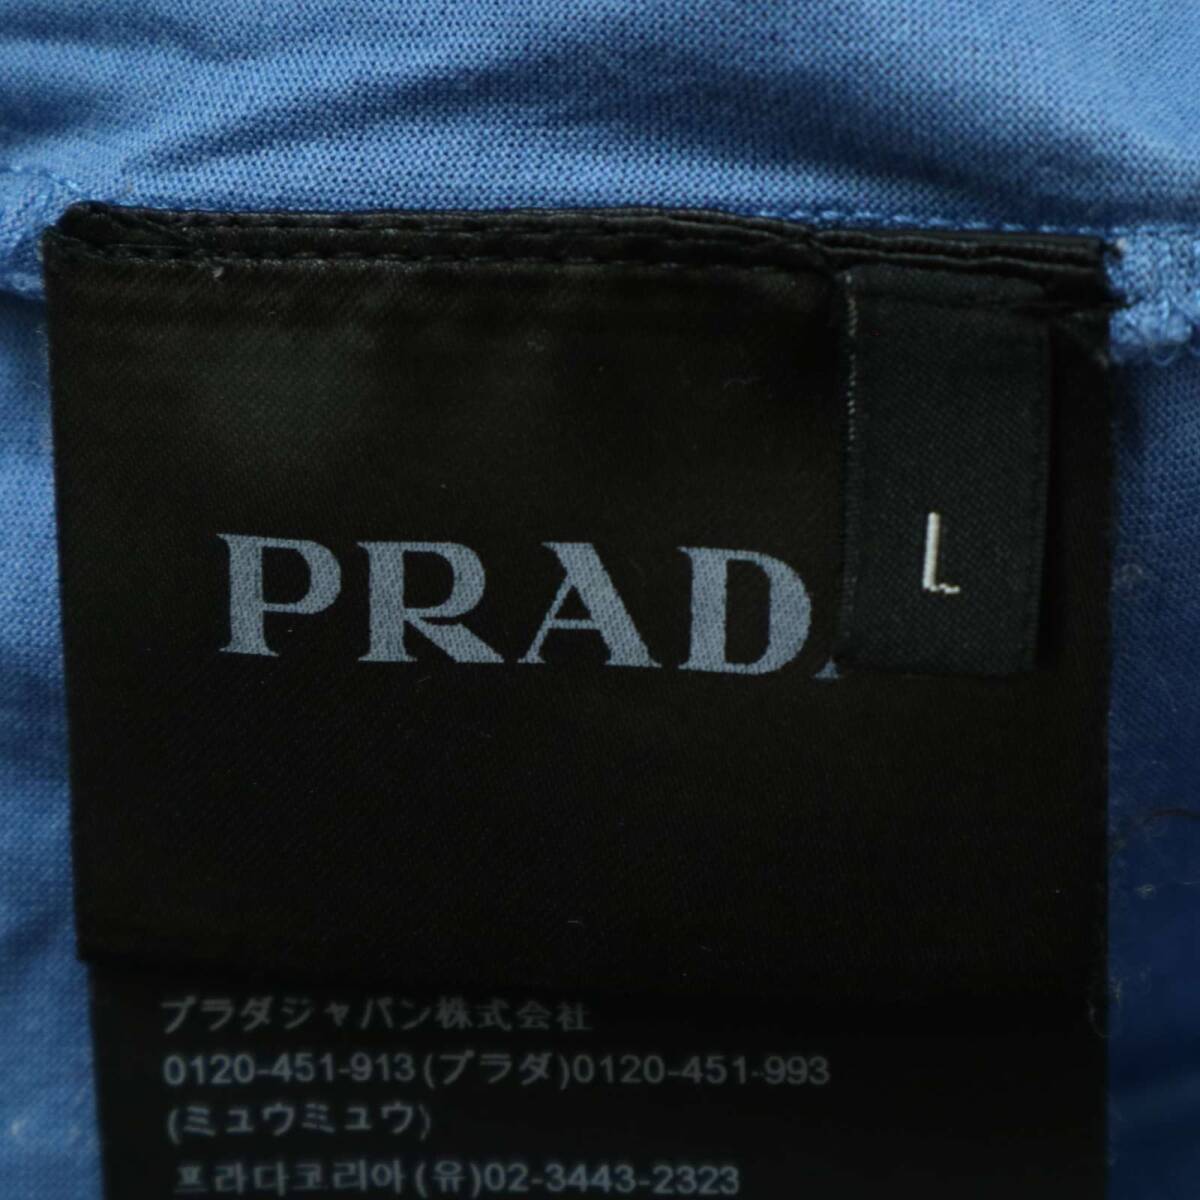 PRAD
L
プラダジャパン株式会社
0120-451-913(プラダ)0120-451-993
(ミュウミュウ)
프라다코리아(유)02-3443-2323